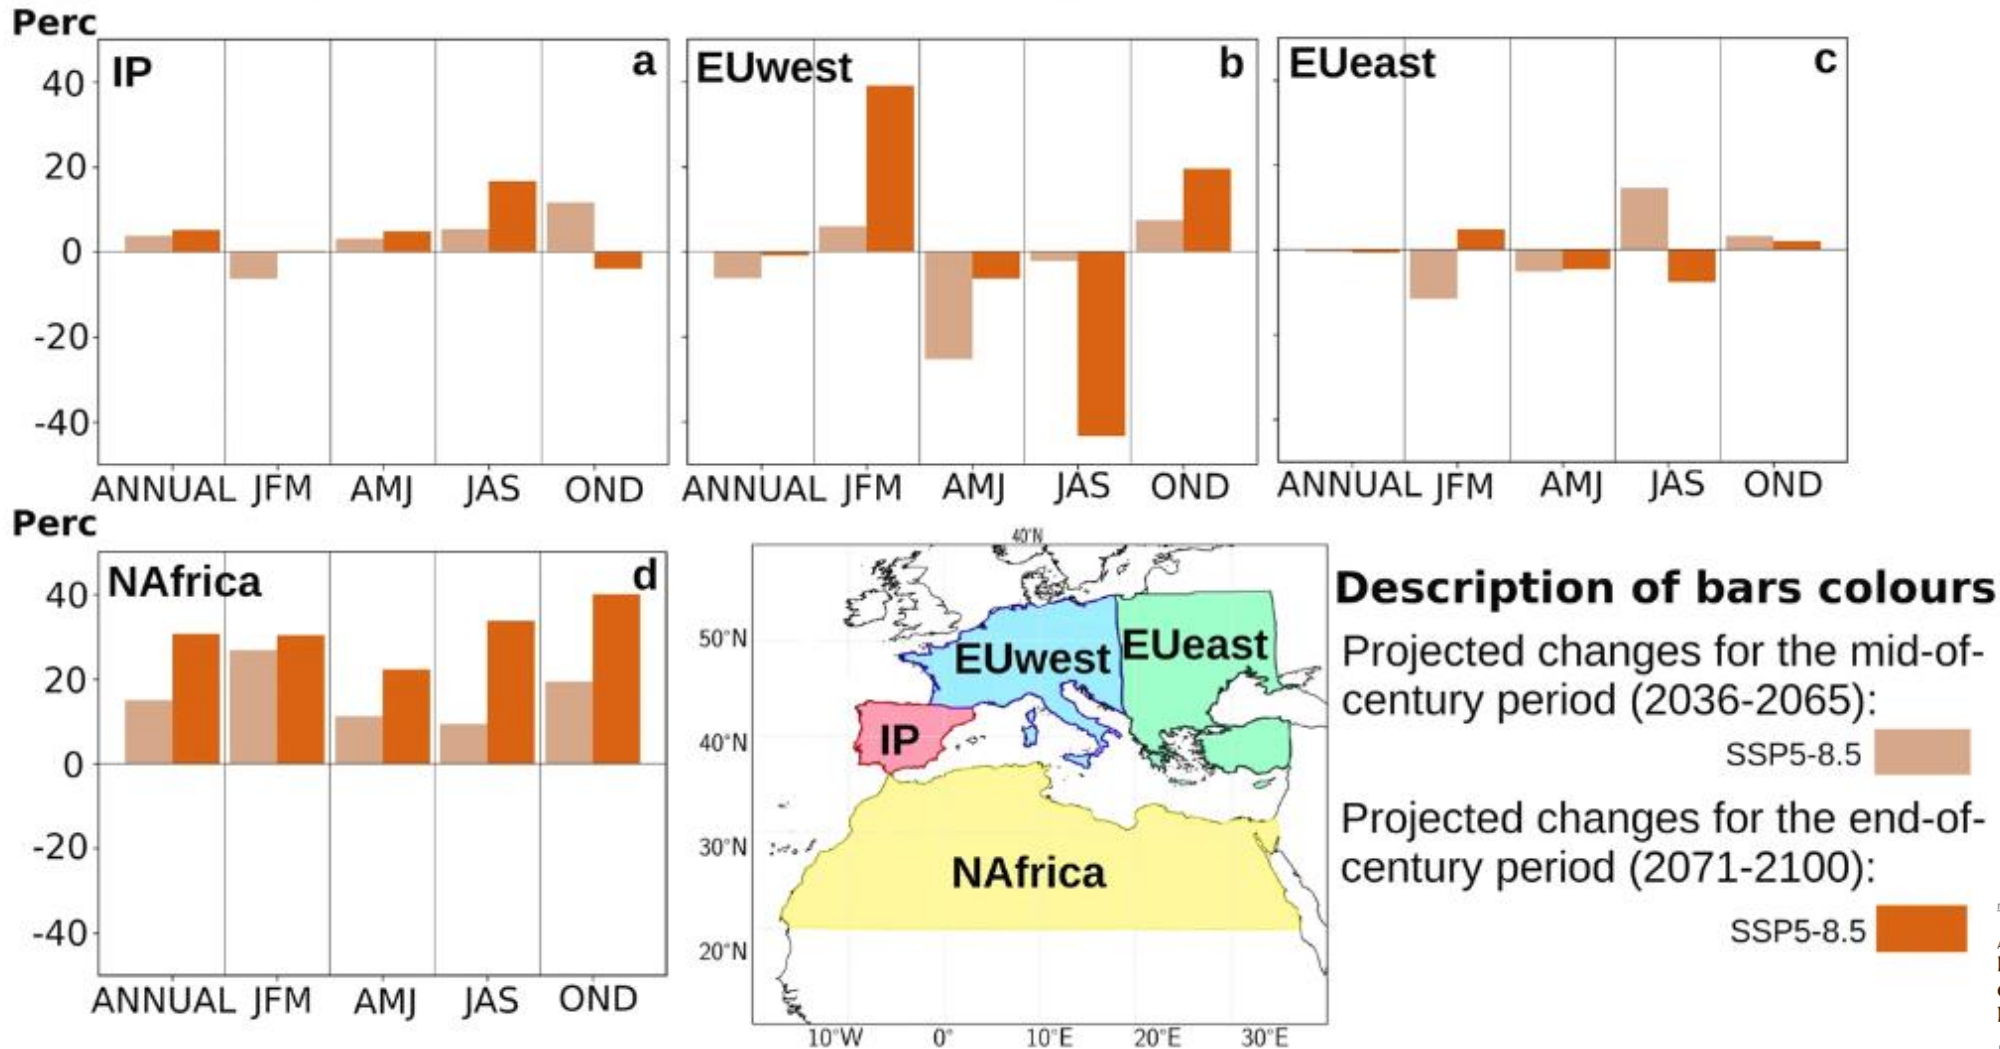 Perc
IP a
EUwest b
EUeast c
40
20
0
-20
-40
ANNUAL JFM AMJ JAS OND
ANNUAL JFM AMJ JAS OND
ANNUAL JFM AMJ JAS OND
Perc
NAfrica d
40
20
0
-20
-40
ANNUAL JFM AMJ JAS OND
40°N
50°N
40°N
30°N
20°N
EUwest
EUeast
IP
NAfrica
10°W 0° 10°E 20°E 30°E
Description of bars colours
Projected changes for the mid-of-
century period (2036-2065):
SSP5-8.5
Projected changes for the end-of-
century period (2071-2100):
SSP5-8.5